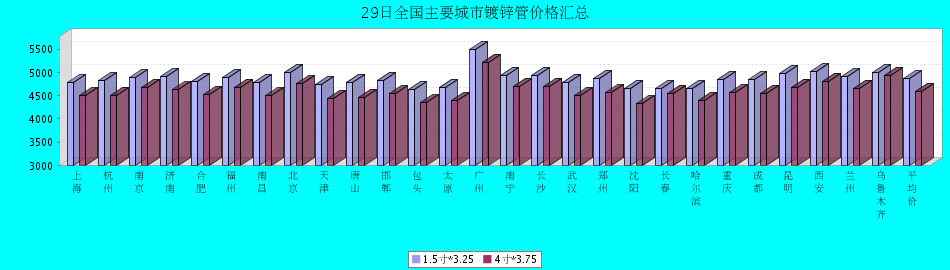 29日全国主要城市镀锌管价格汇总
5500
5000
4500
4000
3500
3000
上海
杭州
南京
济南
合肥
福州
南昌
北京
天津
唐山
邯郸
包头
太原
广州
南宁
长沙
武汉
郑州
沈阳
长春
哈尔滨
重庆
成都
昆明
西安
兰州
乌鲁木齐
平均价
1.5寸*3.25
4寸*3.75